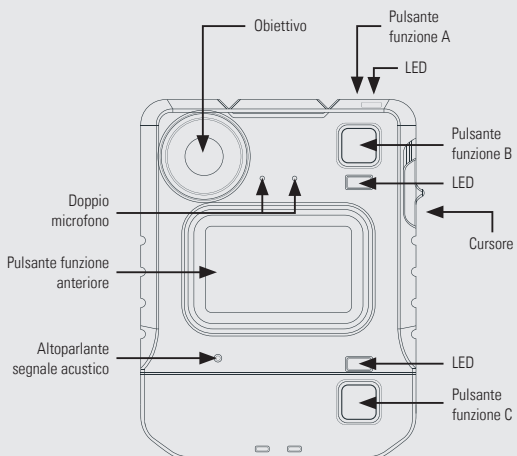 Obiettivo
Pulsante
funzione A
LED
Pulsante
funzione B
LED
Cursore
Doppio
microfono
Pulsante funzione
anteriore
Altoparlante
segnale acustico
LED
Pulsante
funzione C